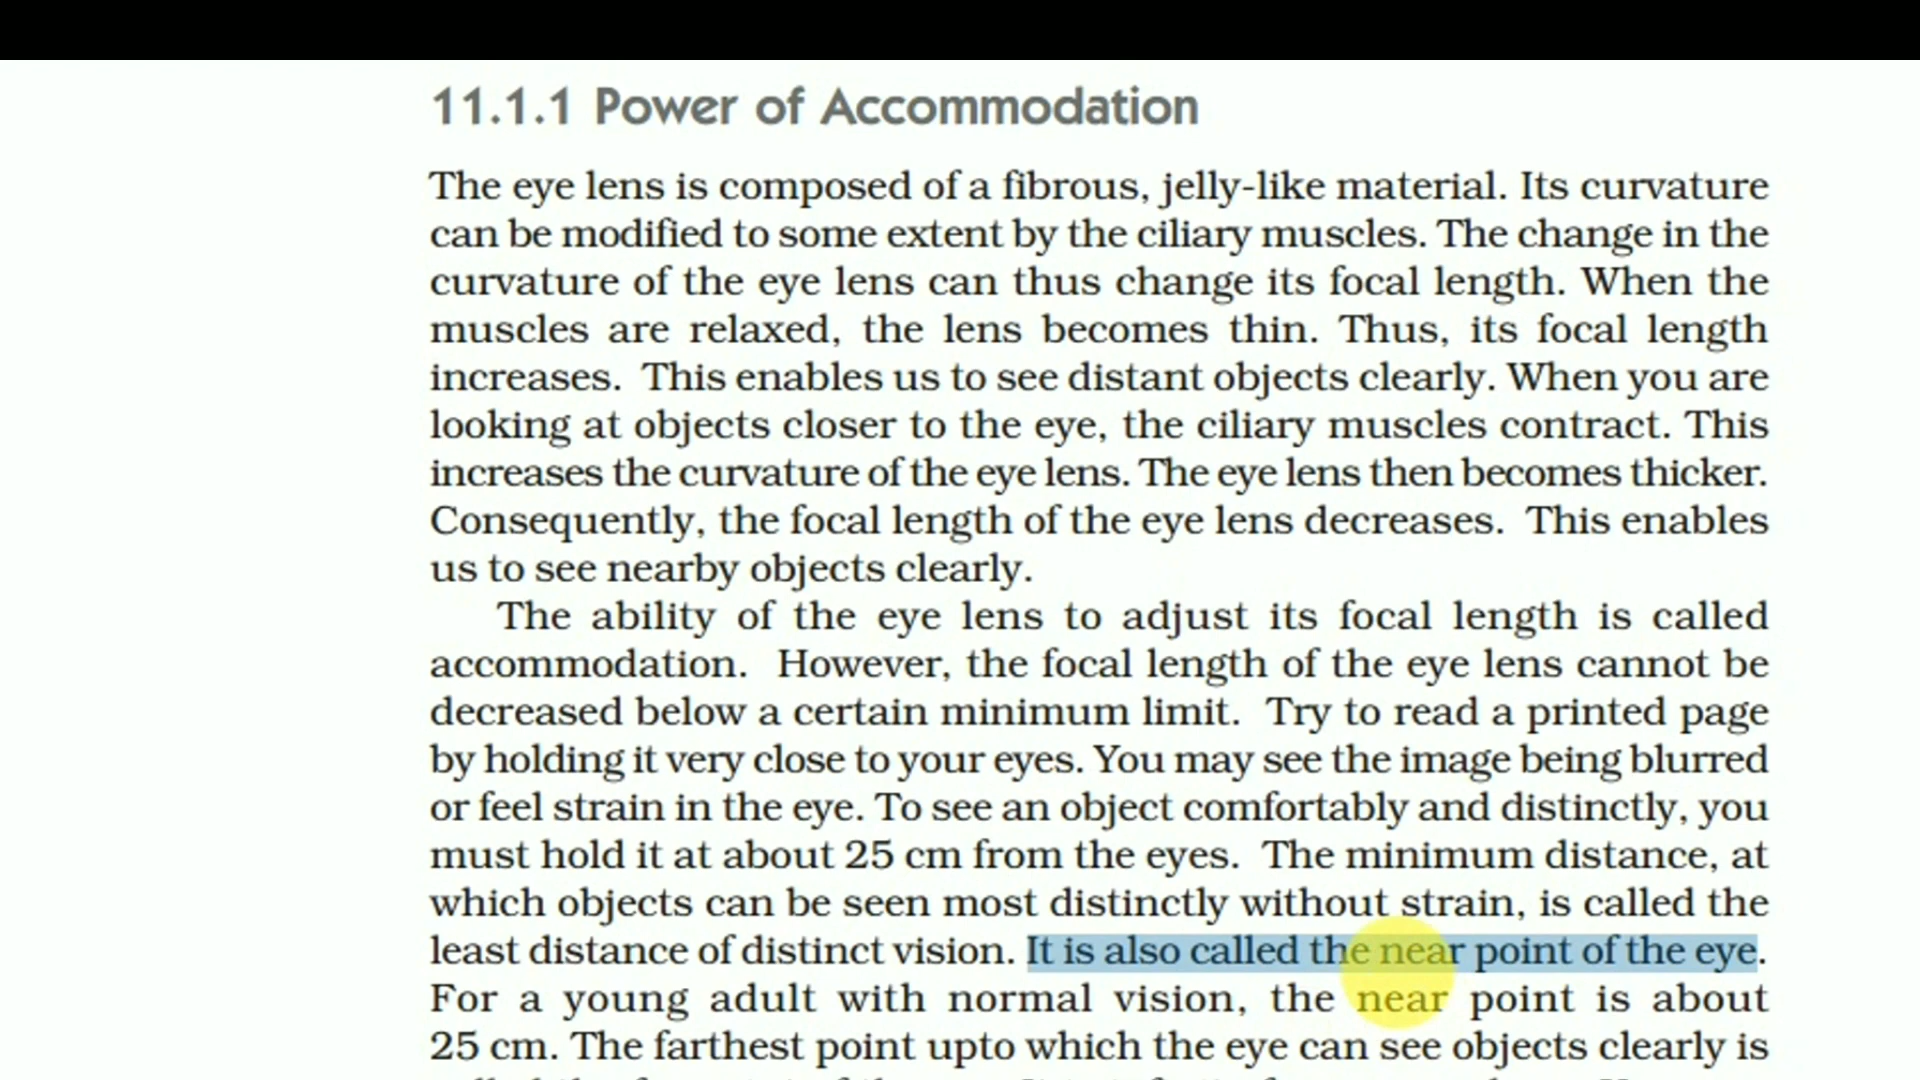 11.1.1 Power of Accommodation
The eye lens is composed of a fibrous, jelly-like material. Its curvature
can be modified to some extent by the ciliary muscles. The change in the
curvature of the eye lens can thus change its focal length. When the
muscles are relaxed, the lens becomes thin. Thus, its focal length
increases. This enables us to see distant objects clearly. When you are
looking at objects closer to the eye, the ciliary muscles contract. This
increases the curvature of the eye lens. The eye lens then becomes thicker.
Consequently, the focal length of the eye lens decreases. This enables
us to see nearby objects clearly.
The ability of the eye lens to adjust its focal length is called
accommodation. However, the focal length of the eye lens cannot be
decreased below a certain minimum limit. Try to read a printed page
by holding it very close to your eyes. You may see the image being blurred
or feel strain in the eye. To see an object comfortably and distinctly, you
must hold it at about 25 cm from the eyes. The minimum distance, at
which objects can be seen most distinctly without strain, is called the
least distance of distinct vision. It is also called the near point of the eye.
For a young adult with normal vision, the near point is about
25 cm. The farthest point upto which the eye can see objects clearly is